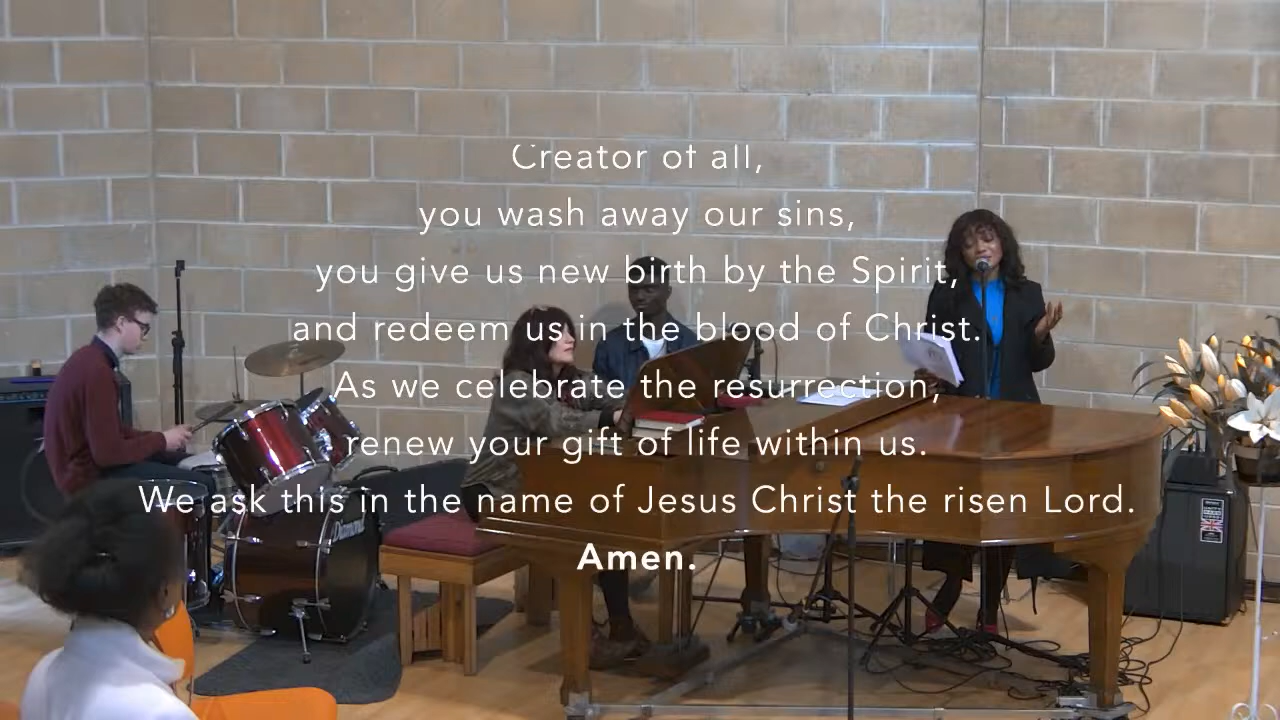 Creator of all,
you wash away our sins,
you give us new birth by the Spirit,
and redeem us in the blood of Christ.
As we celebrate the resurrection,
renew your gift of life within us.
We ask this in the name of Jesus Christ the risen Lord.
Amen.
Diamond